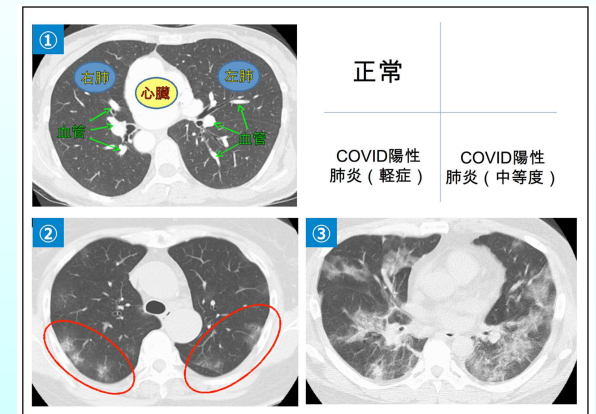 ①
右肺
心臓
左肺
血管
血管
正常
COVID陽性
肺炎（軽症）
COVID陽性
肺炎（中等度）
②
③